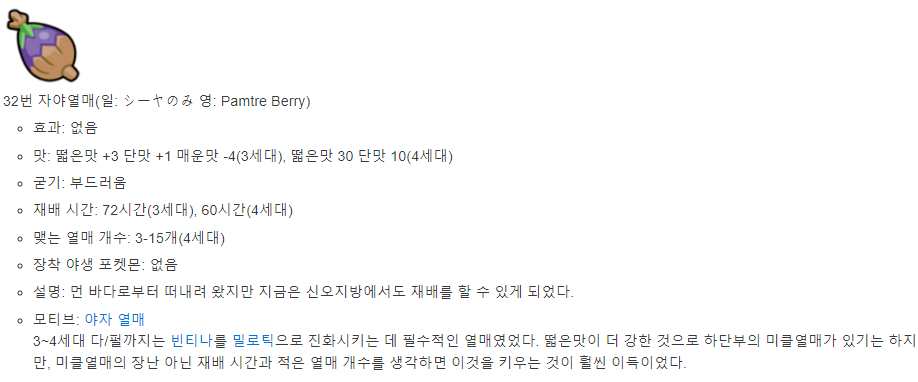 32번 자야열매(일: シーヤのみ 영: Pamtre Berry)
효과: 없음
맛: 떫은맛 +3 단맛 +1 매운맛 -4(3세대), 떫은맛 30 단맛 10(4세대)
굳기: 부드러움
재배 시간: 72시간(3세대), 60시간(4세대)
맺는 열매 개수: 3-15개(4세대)
장착 야생 포켓몬: 없음
설명: 먼 바다로부터 떠내려 왔지만 지금은 신오지방에서도 재배를 할 수 있게 되었다.
모티브: 야자 열매
3~4세대 다/펄까지는 빈티나를 밀로틱으로 진화시키는 데 필수적인 열매였었다. 떫은맛이 더 강한 것으로 하단부의 미클열매가 있기는 하지
만, 미클열매의 장난 아닌 재배 시간과 적은 열매 개수를 생각하면 이것을 키우는 것이 훨씬 이득이었다.